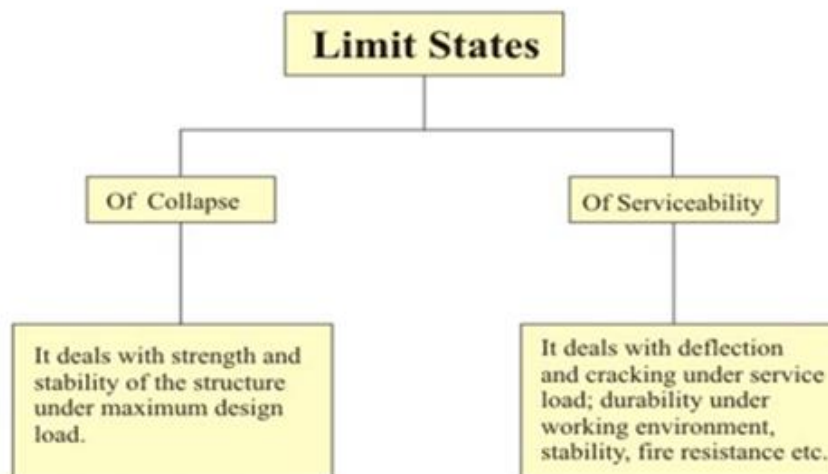 Limit States
Of Collapse
Of Serviceability
It deals with strength and
stability of the structure
under maximum design
load.
It deals with deflection
and cracking under service
load; durability under
working environment,
stability, fire resistance etc.